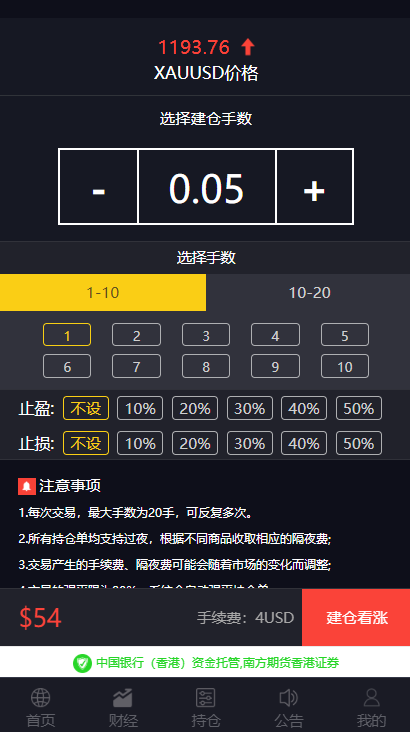 1193.76
XAUUSD价格
选择建仓手数
- 0.05 +
选择手数
1-10 10-20
1 2 3 4 5
6 7 8 9 10
止盈: 不设 10% 20% 30% 40% 50%
止损: 不设 10% 20% 30% 40% 50%
注意事项
1.每次交易，最大手数为20手，可反复多次。
2.所有持仓单均支持过夜，根据不同商品收取相应的隔夜费;
3.交易产生的手续费、隔夜费可能会随着市场的变化而调整;
$54 手续费：4USD 建仓看涨
中国银行（香港）资金托管,南方期货香港证券
首页 财经 持仓 公告 我的